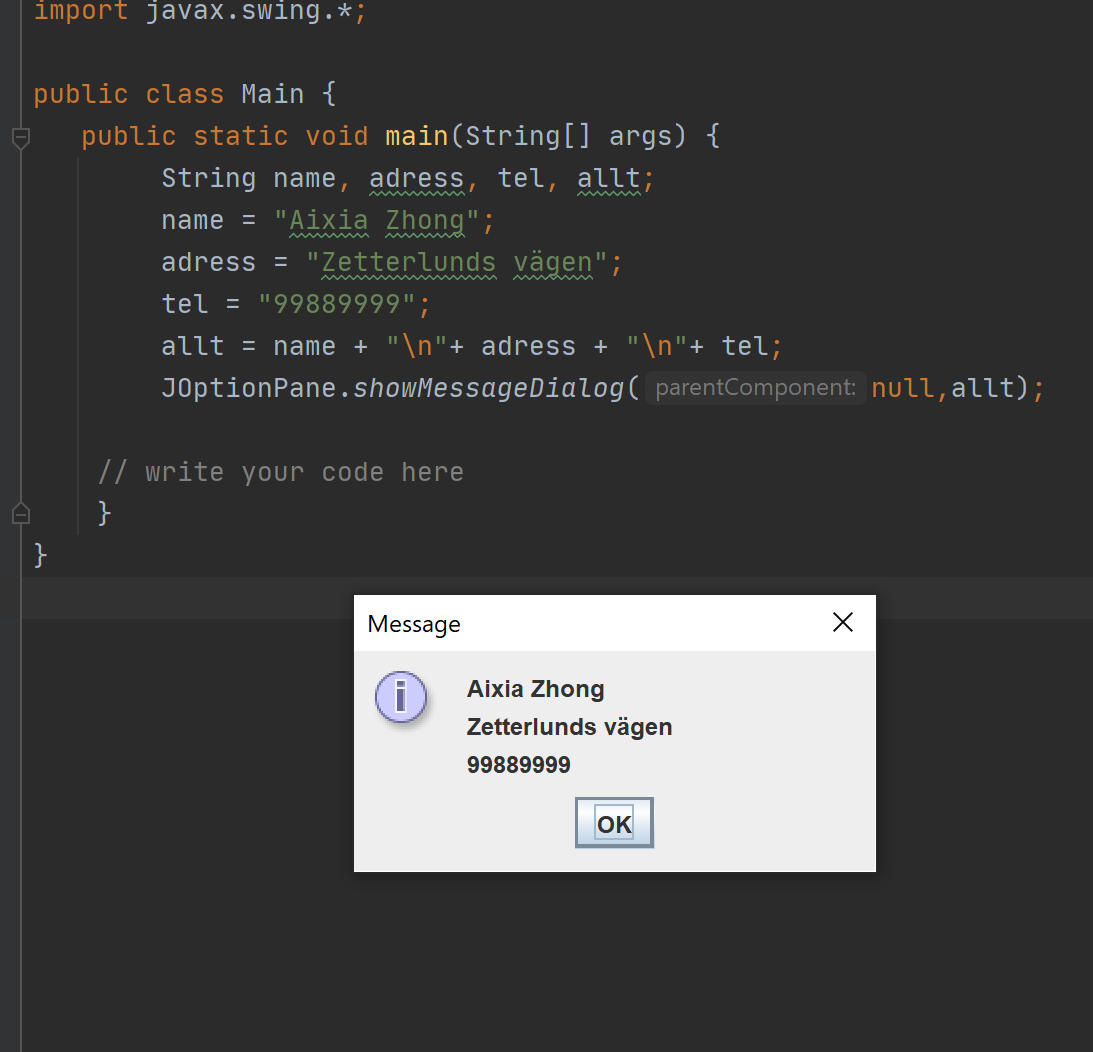 import javax.swing.*;
public class Main {
public static void main(String[] args) {
String name, adress, tel, allt;
name = "Aixia Zhong";
adress = "Zetterlunds vägen";
tel = "99889999";
allt = name + "\n"+ adress + "\n"+ tel;
JOptionPane.showMessageDialog( parentComponent: null,allt);
// write your code here
}
}
Message
Aixia Zhong
Zetterlunds vägen
99889999
OK